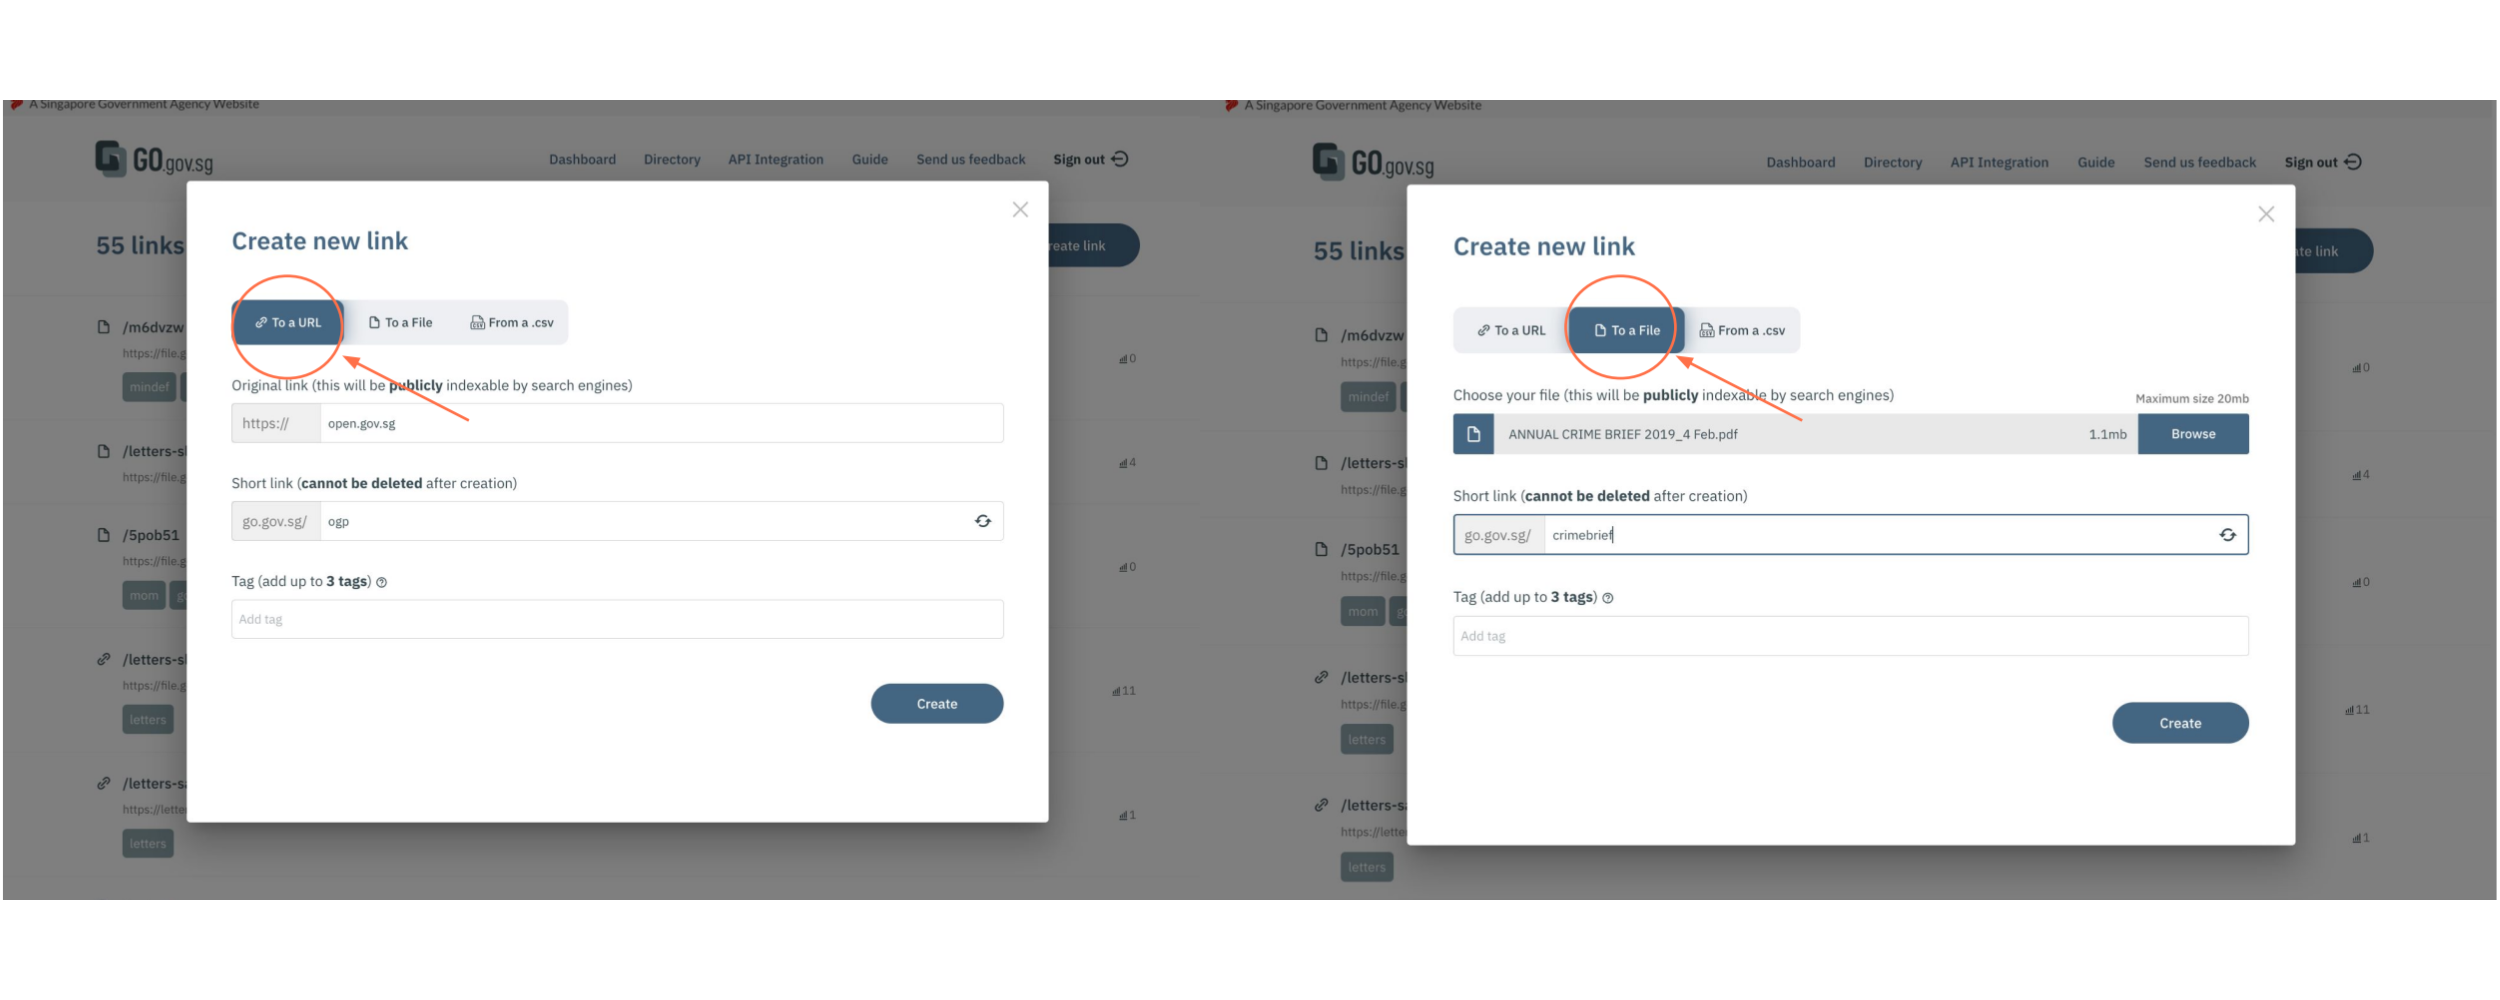 A Singapore Government Agency Website
GO.gov.sg
Dashboard Directory API Integration Guide Send us feedback Sign out
55 links
reate link
Create new link
To a URL To a File From a .csv
Original link (this will be publicly indexable by search engines)
https:// open.gov.sg
Short link (cannot be deleted after creation)
go.gov.sg/ ogp
Tag (add up to 3 tags)
Add tag
Create
/m6dvzw
https://file.g
mindef
0
/letters-sl
https://file.g
4
/5pob51
https://file.g
mom go
0
/letters-sl
https://file.g
letters
11
/letters-sa
https://lette
letters
1
A Singapore Government Agency Website
GO.gov.sg
Dashboard Directory API Integration Guide Send us feedback Sign out
55 links
ate link
Create new link
To a URL To a File From a .csv
Choose your file (this will be publicly indexable by search engines)
Maximum size 20mb
ANNUAL CRIME BRIEF 2019_4 Feb.pdf 1.1mb Browse
Short link (cannot be deleted after creation)
go.gov.sg/ crimebrief
Tag (add up to 3 tags)
Add tag
Create
/m6dvzw
https://file.g
mindef
0
/letters-sl
https://file.g
4
/5pob51
https://file.g
mom go
0
/letters-sl
https://file.g
letters
11
/letters-sa
https://lette
letters
1